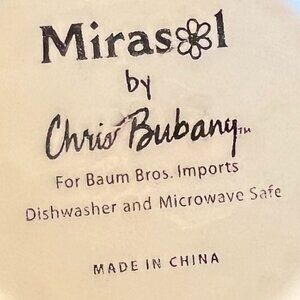 Mirasol
by
Chris Bubany™
For Baum Bros. Imports
Dishwasher and Microwave Safe
MADE IN CHINA